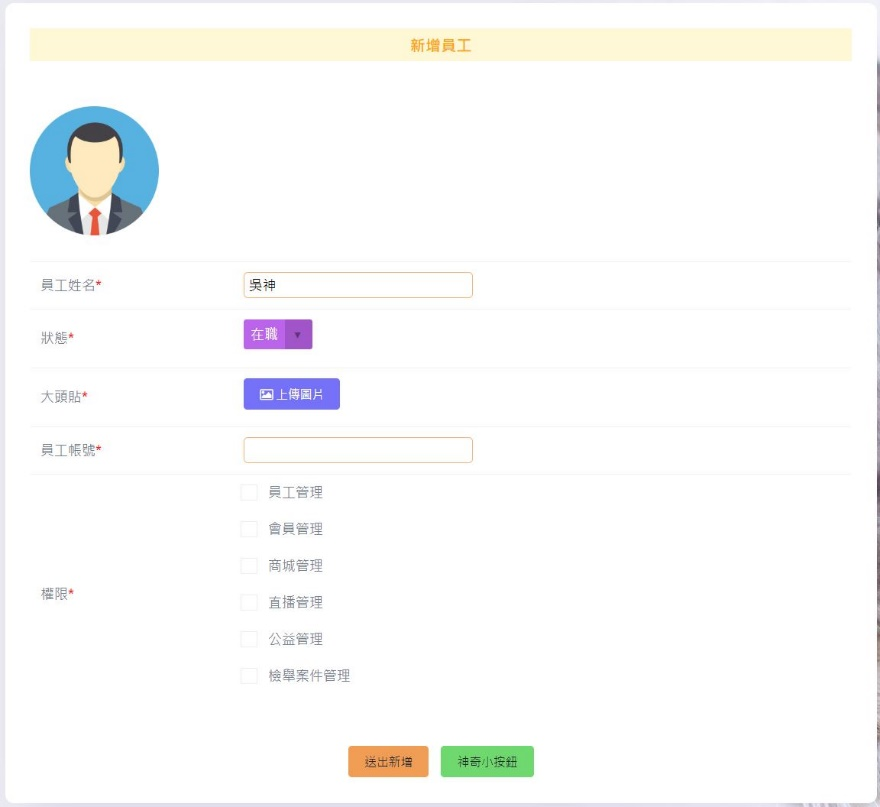 新增員工
員工姓名* 吳神
狀態* 在職 ▼
大頭貼* 上傳圖片
員工帳號*
員工管理
會員管理
商城管理
權限* 直播管理
公益管理
檢舉案件管理
送出新增 神奇小按鈕